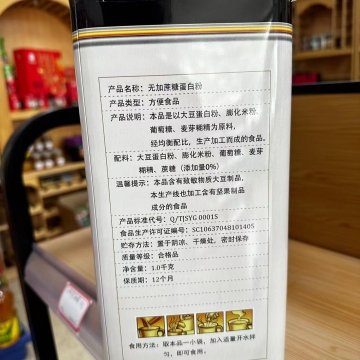 产品名称：无加蔗糖蛋白粉
产品类型：方便食品
产品说明：本品是以大豆蛋白粉、膨化米粉、
葡萄糖、麦芽糊精为原料，
经均衡配比，生产加工而成的食品。
配料：大豆蛋白粉、膨化米粉、葡萄糖、麦芽
糊精、蔗糖（添加量0%）
温馨提示：本品含有致敏物质大豆制品，
本生产线也加工含有坚果制品
成分的食品
产品标准代号：Q/TJSYG 0001S
食品生产许可证编号：SC10637048101405
贮存方法：置于阴凉、干燥处，密封保存
质量等级：合格品
净含量：1.0千克
保质期：12个月
食用方法：取本品一小袋，加入适量开水拌
匀，即可食用。